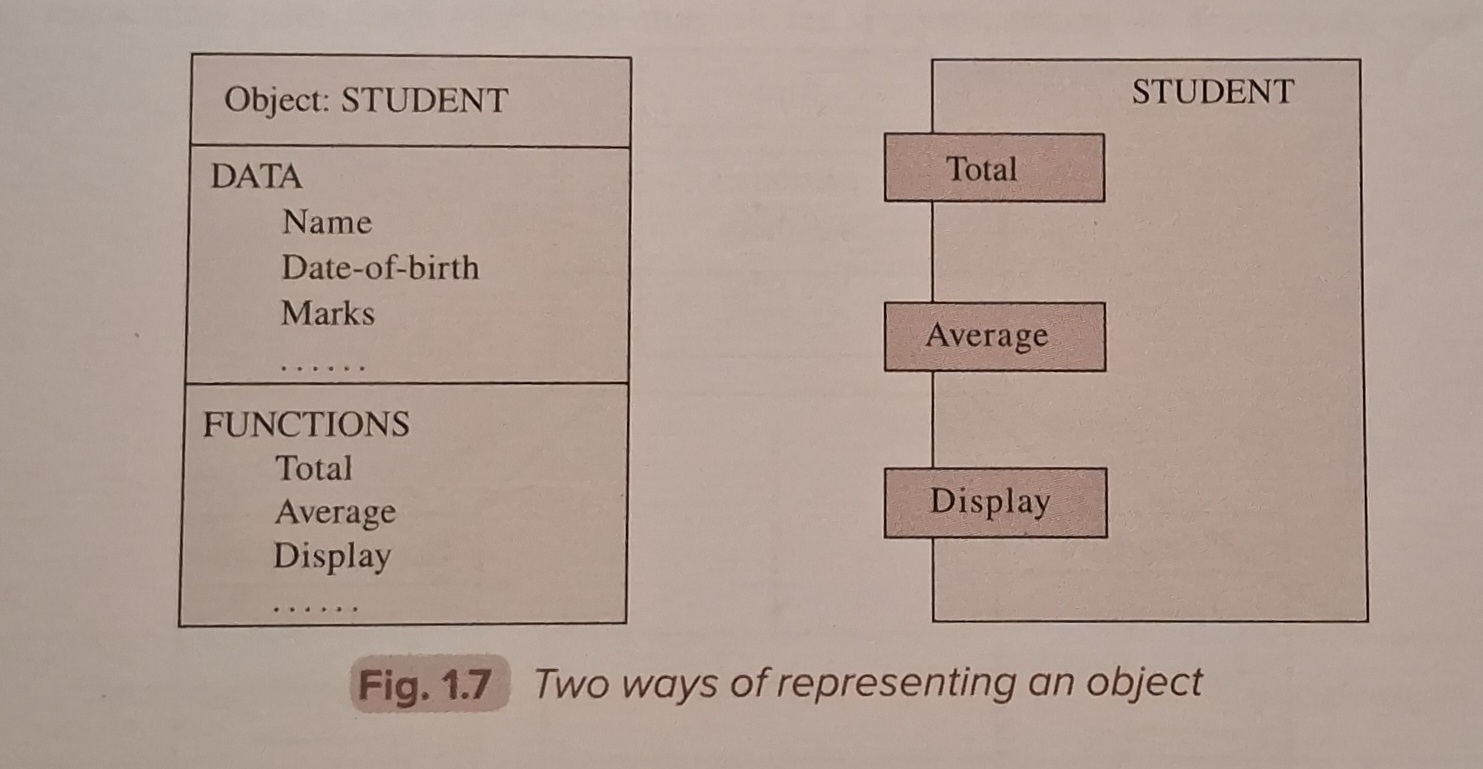 Object: STUDENT
DATA
Name
Date-of-birth
Marks
......
FUNCTIONS
Total
Average
Display
......
STUDENT
Total
Average
Display
Fig. 1.7 Two ways of representing an object